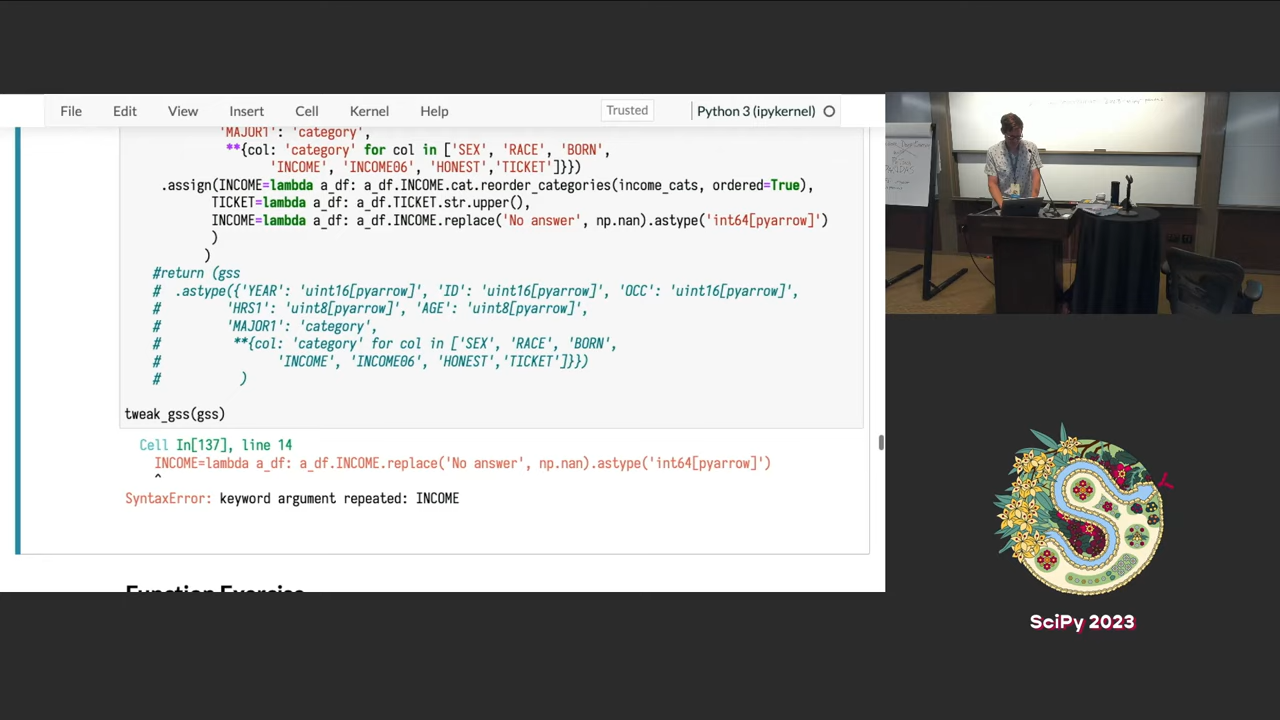 File Edit View Insert Cell Kernel Help Trusted Python 3 (ipykernel)
'MAJOR1': 'category',
**{col: 'category' for col in ['SEX', 'RACE', 'BORN',
'INCOME', 'INCOME06', 'HONEST','TICKET']}})
.assign(INCOME=lambda a_df: a_df.INCOME.cat.reorder_categories(income_cats, ordered=True),
TICKET=lambda a_df: a_df.TICKET.str.upper(),
INCOME=lambda a_df: a_df.INCOME.replace('No answer', np.nan).astype('int64[pyarrow]')
)
)
#return (gss
# .astype({'YEAR': 'uint16[pyarrow]', 'ID': 'uint16[pyarrow]', 'OCC': 'uint16[pyarrow]',
# 'HRS1': 'uint8[pyarrow]', 'AGE': 'uint8[pyarrow]',
# 'MAJOR1': 'category',
# **{col: 'category' for col in ['SEX', 'RACE', 'BORN',
# 'INCOME', 'INCOME06', 'HONEST','TICKET']}})
# )
tweak_gss(gss)
Cell In[137], line 14
INCOME=lambda a_df: a_df.INCOME.replace('No answer', np.nan).astype('int64[pyarrow]')
^
SyntaxError: keyword argument repeated: INCOME
Function Exercise
SciPy 2023